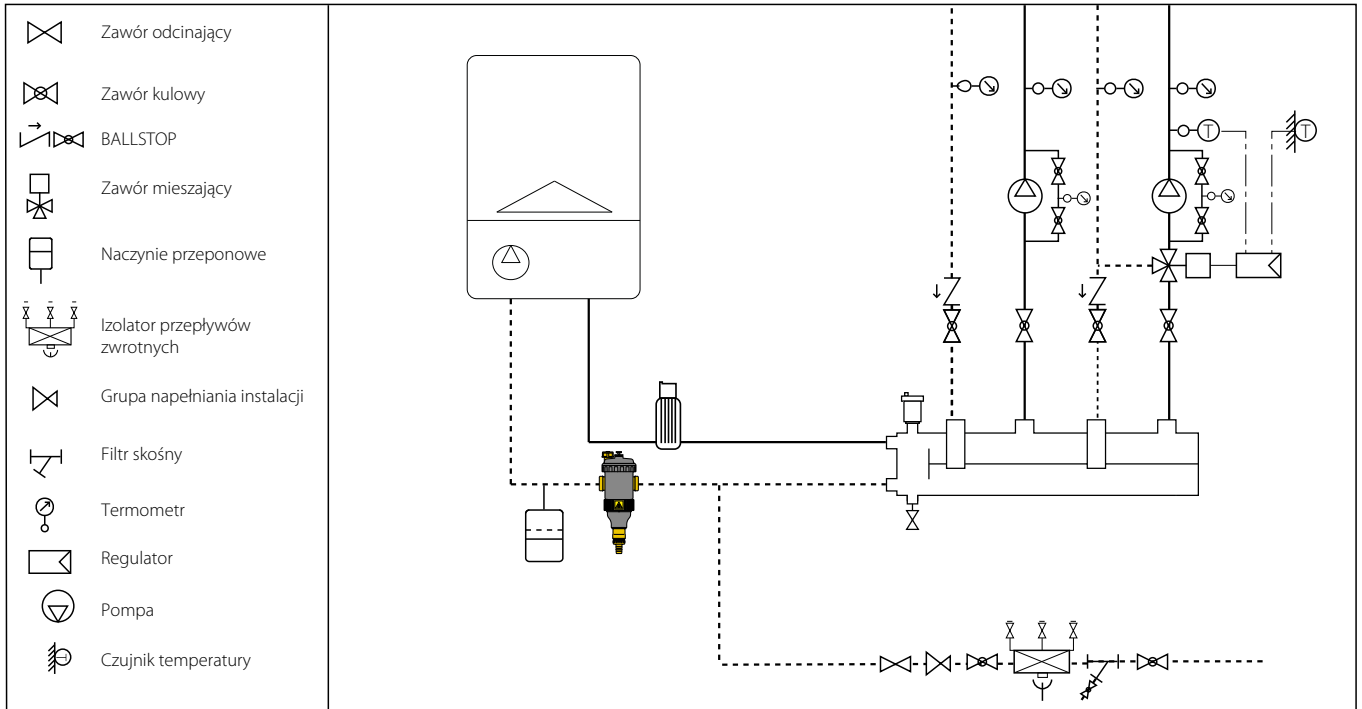 Zawór odcinający
Zawór kulowy
BALLSTOP
Zawór mieszający
Naczynie przeponowe
Izolator przepływów
zwrotnych
Grupa napełniania instalacji
Filtr skośny
Termometr
Regulator
Pompa
Czujnik temperatury
T
T